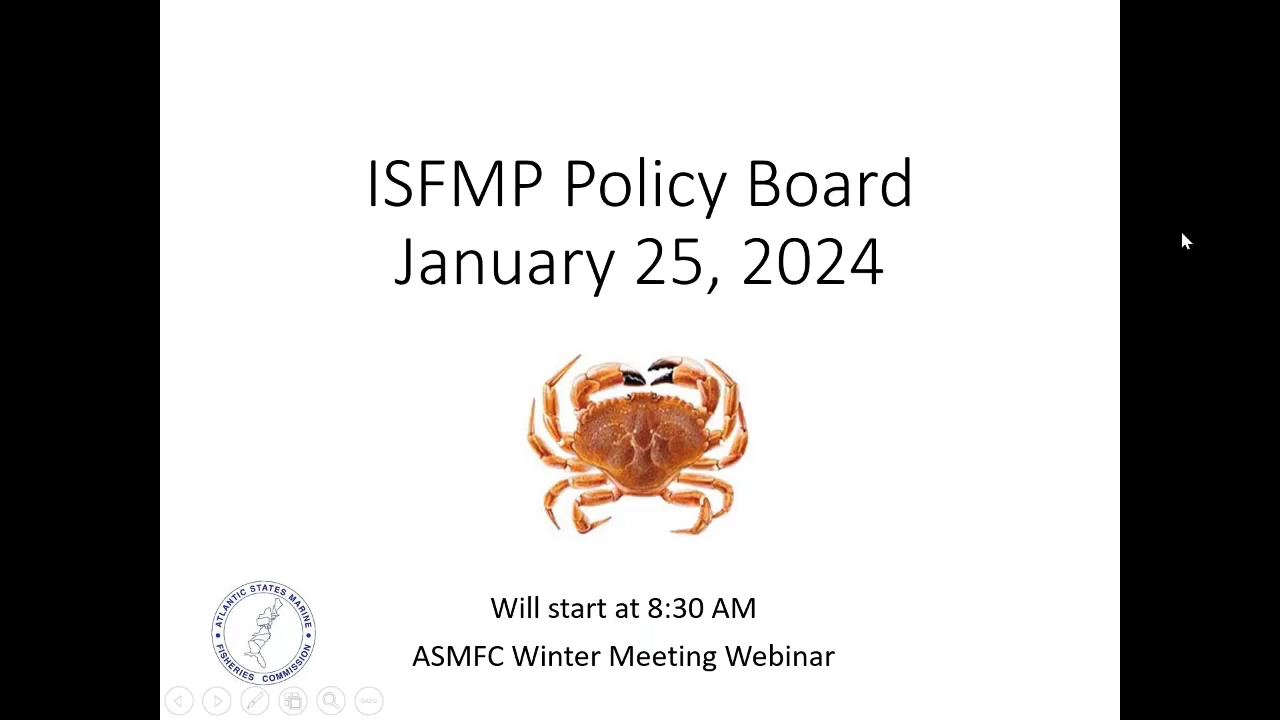 ISFMP Policy Board
January 25, 2024
Will start at 8:30 AM
ASMFC Winter Meeting Webinar
ATLANTIC STATES MARINE
FISHERIES COMMISSION